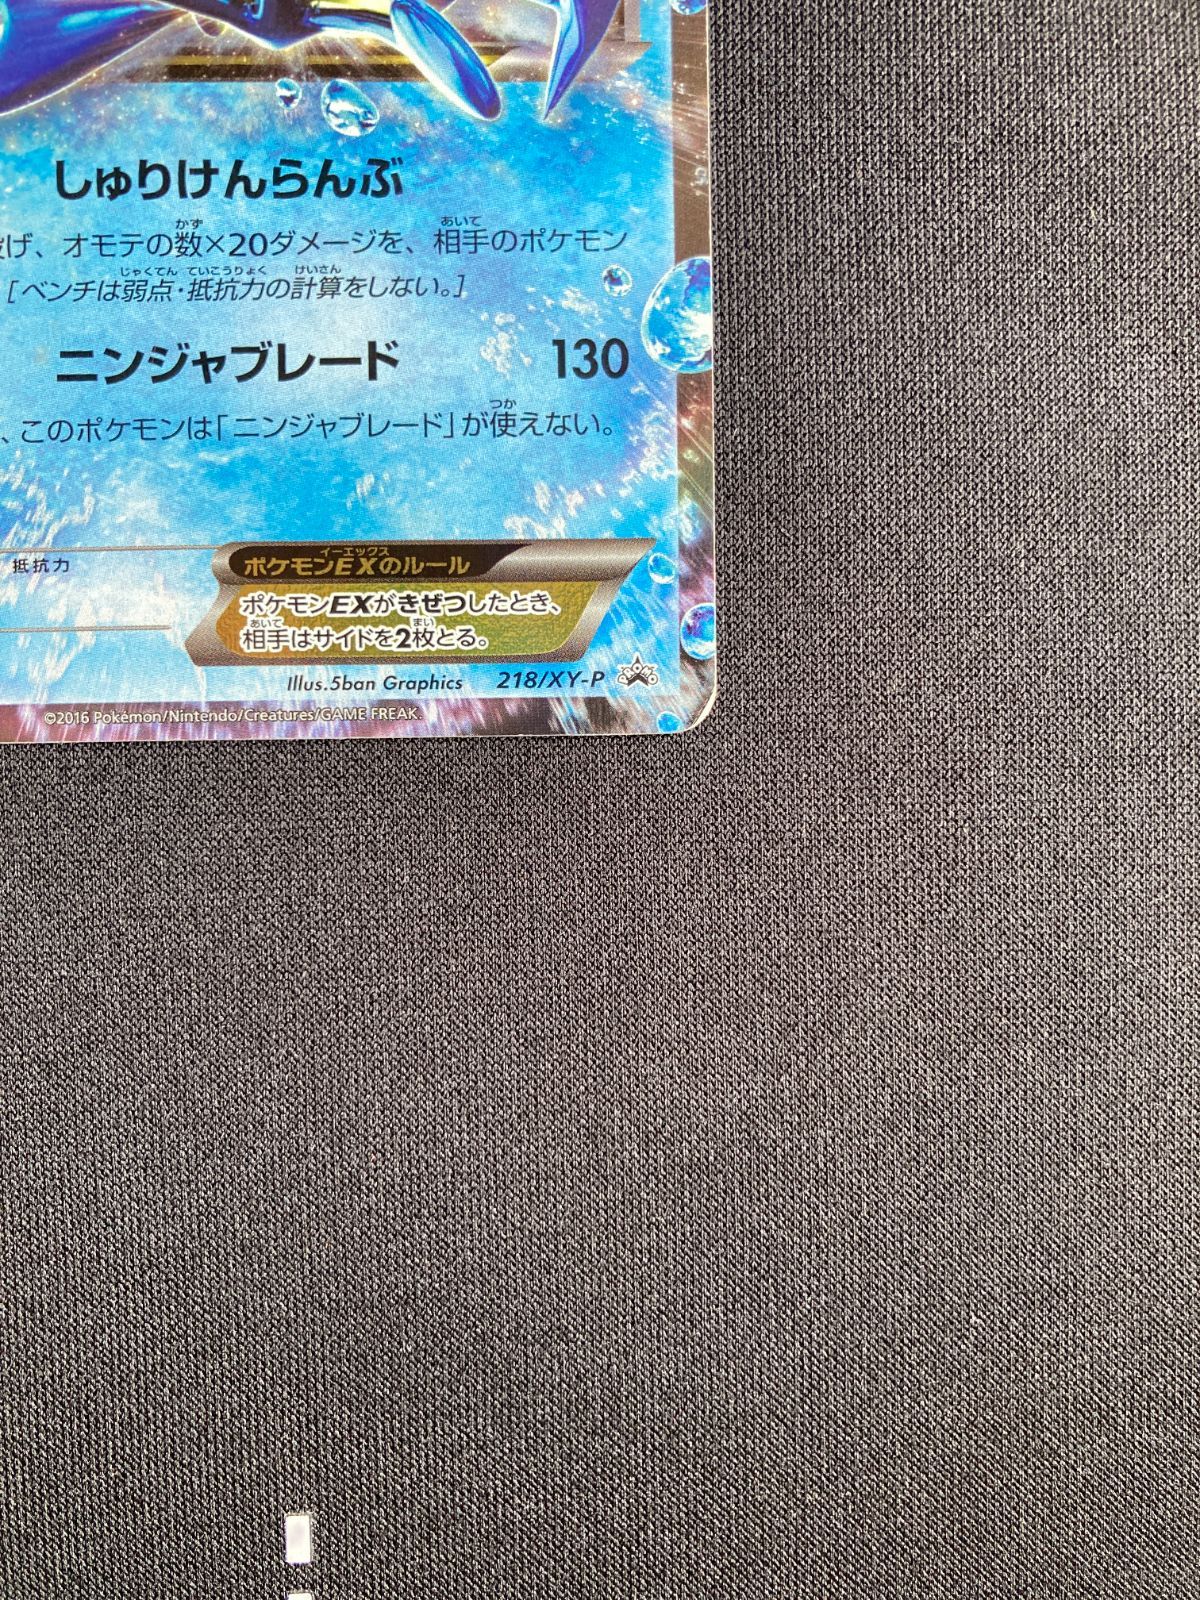 しゅりけんらんぶ
投げ、オモテの数×20ダメージを、相手のポケモン
[ベンチは弱点・抵抗力の計算をしない。]
ニンジャブレード 130
、このポケモンは「ニンジャブレード」が使えない。
抵抗力
ポケモンEXのルール
ポケモンEXがきぜつしたとき、
相手はサイドを2枚とる。
Illus.5ban Graphics 218/XY-P
©2016 Pokémon/Nintendo/Creatures/GAME FREAK.